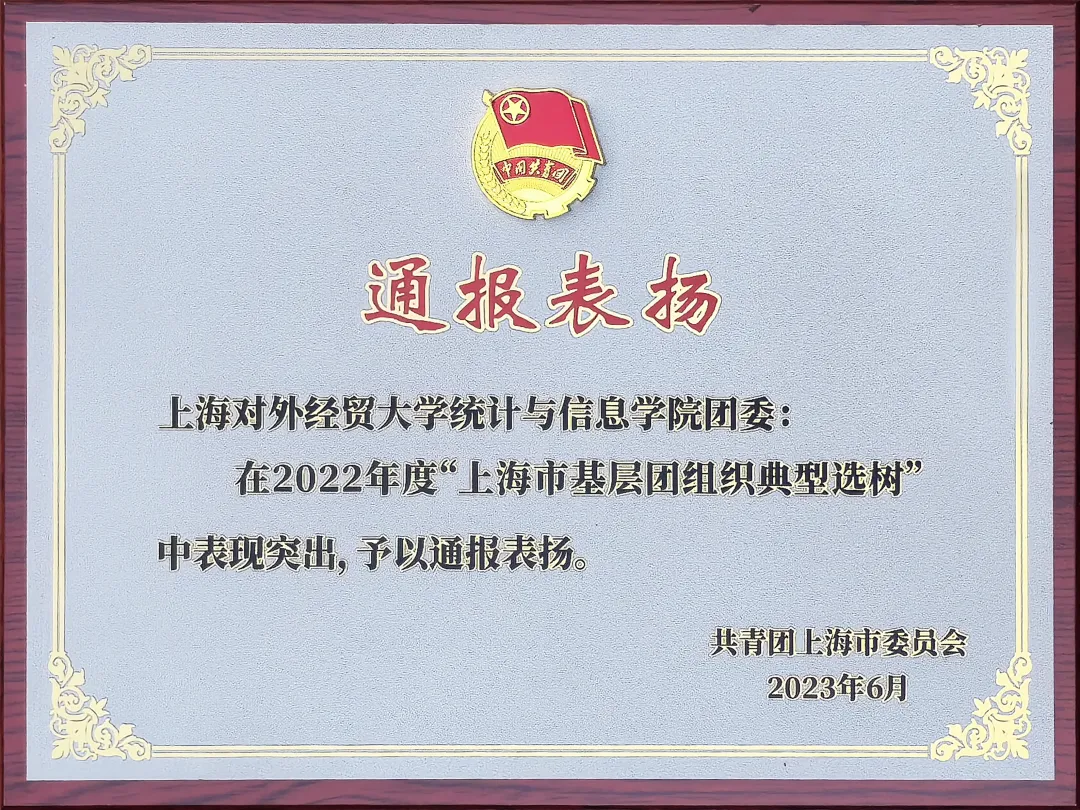 中国共青团
通报表扬
上海对外经贸大学统计与信息学院团委：
在2022年度“上海市基层团组织典型选树”
中表现突出，予以通报表扬。
共青团上海市委员会
2023年6月